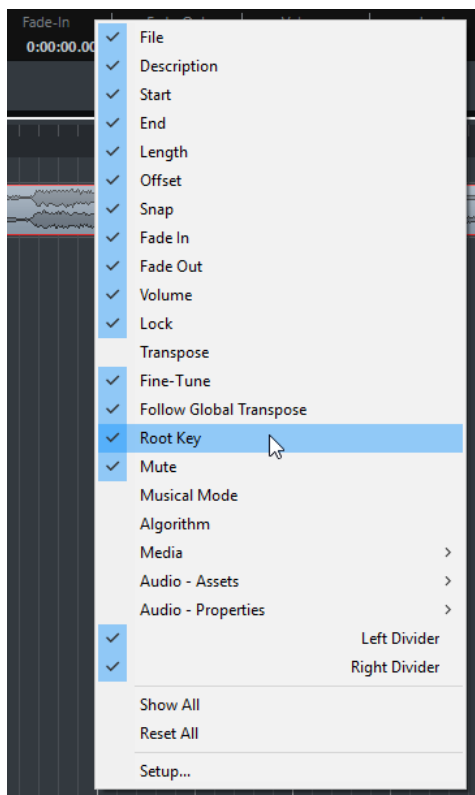 Fade-In
0:00:00.00
File
Description
Start
End
Length
Offset
Snap
Fade In
Fade Out
Volume
Lock
Transpose
Fine-Tune
Follow Global Transpose
Root Key
Mute
Musical Mode
Algorithm
Media
Audio - Assets
Audio - Properties
Left Divider
Right Divider
Show All
Reset All
Setup...